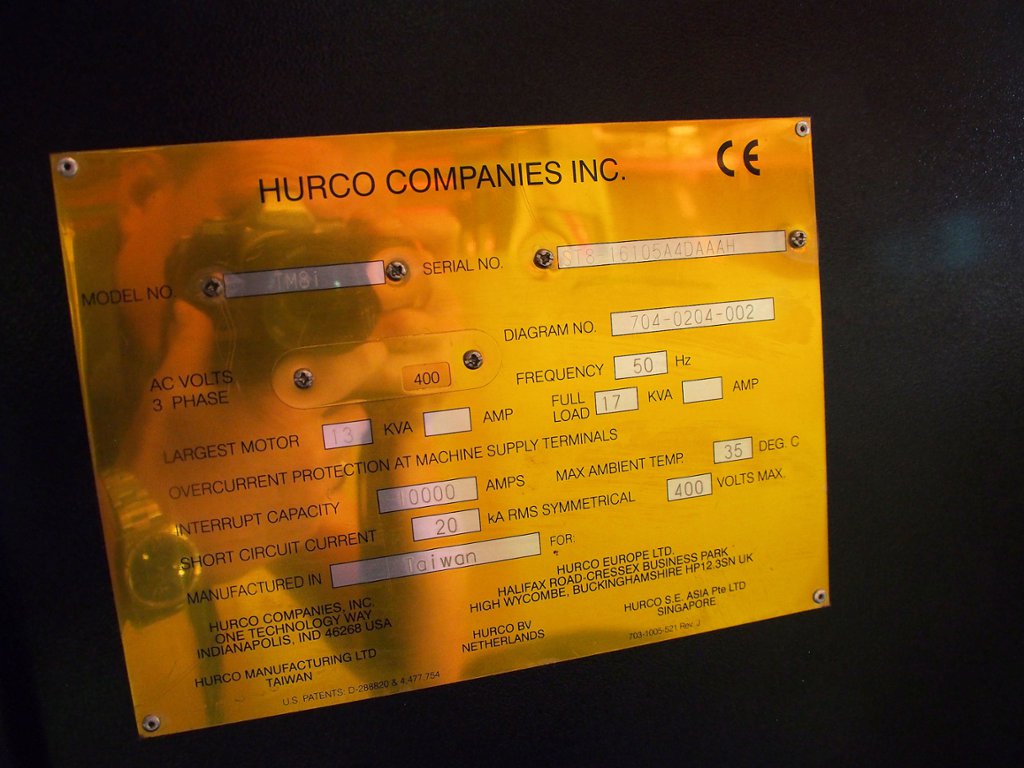 HURCO COMPANIES INC.
CE
MODEL NO. TM8i SERIAL NO. ST8-16105A4DAAAH
DIAGRAM NO. 704-0204-002
AC VOLTS
3 PHASE 400 FREQUENCY 50 Hz
LARGEST MOTOR 13 KVA AMP FULL LOAD 17 KVA AMP
OVERCURRENT PROTECTION AT MACHINE SUPPLY TERMINALS
INTERRUPT CAPACITY 10000 AMPS MAX AMBIENT TEMP. 35 DEG. C
SHORT CIRCUIT CURRENT 20 kA RMS SYMMETRICAL 400 VOLTS MAX.
MANUFACTURED IN Taiwan FOR:
HURCO COMPANIES, INC.
ONE TECHNOLOGY WAY
INDIANAPOLIS, IND 46268 USA
HURCO EUROPE LTD.
HALIFAX ROAD-CRESSEX BUSINESS PARK
HIGH WYCOMBE, BUCKINGHAMSHIRE HP12.3SN UK
HURCO MANUFACTURING LTD
TAIWAN
HURCO BV
NETHERLANDS
HURCO S.E. ASIA Pte LTD
SINGAPORE
U.S. PATENTS: D-288820 & 4,477,754
703-1005-521 Rev. J